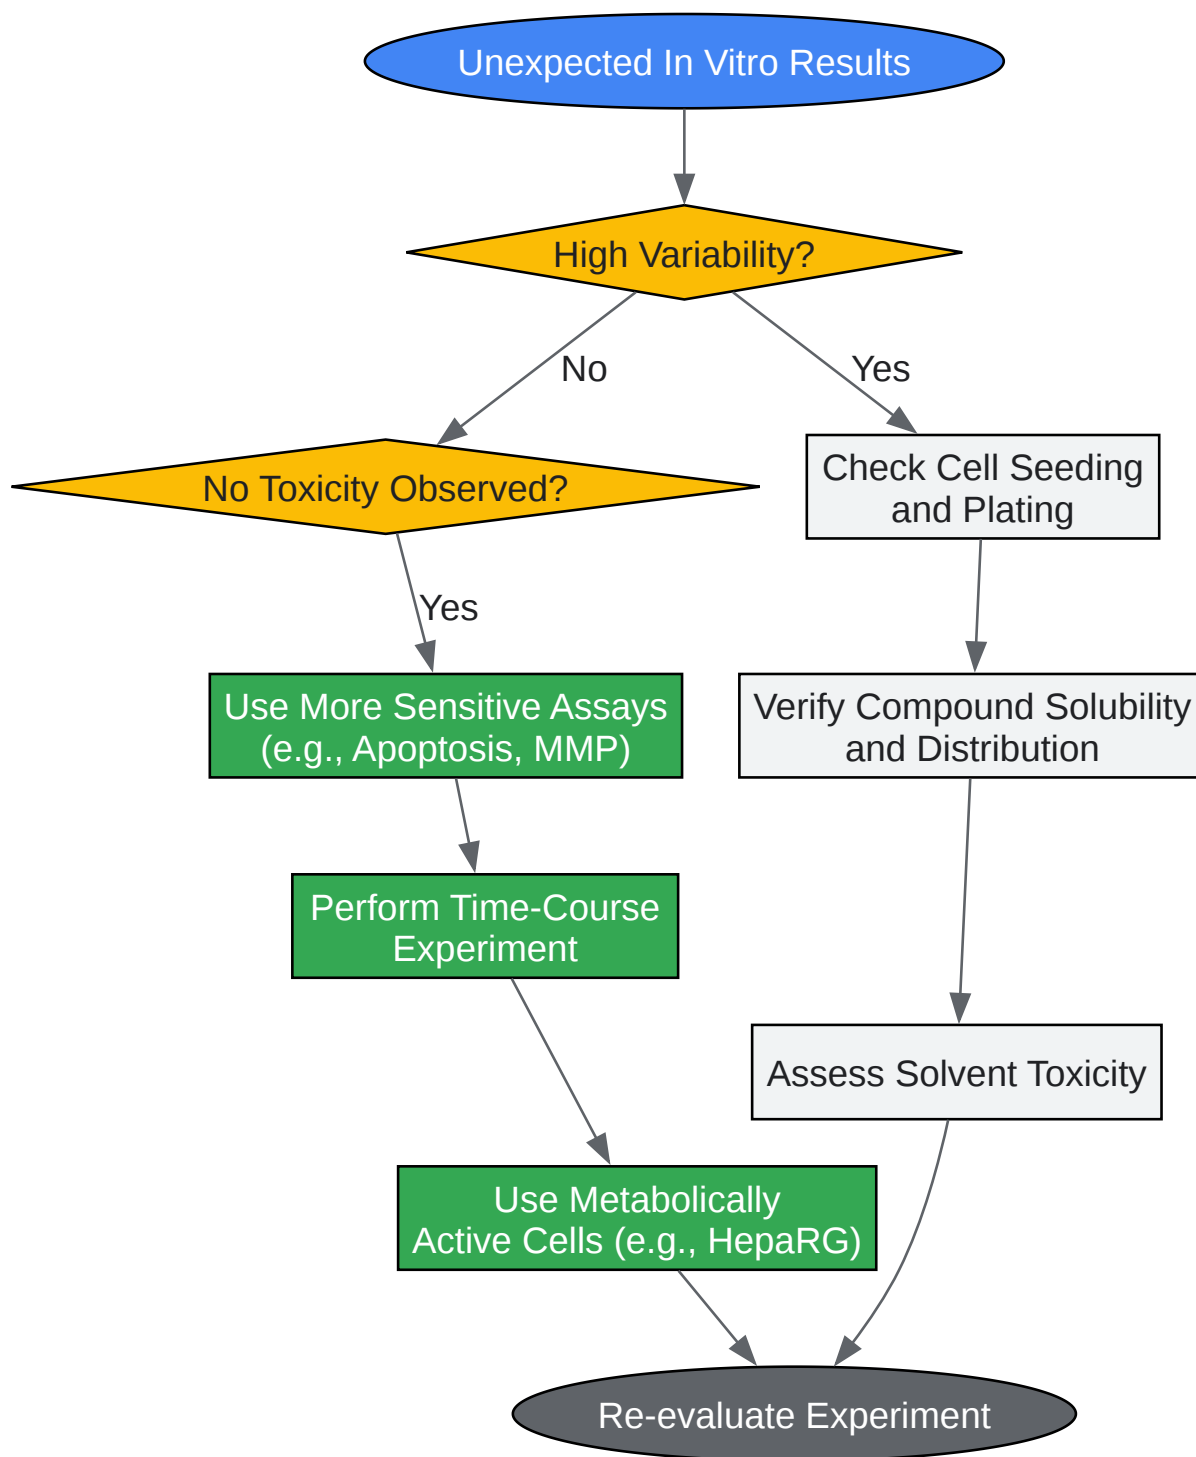 Unexpected In Vitro Results
High Variability?
No
Yes
No Toxicity Observed?
Check Cell Seeding
and Plating
Yes
Use More Sensitive Assays
(e.g., Apoptosis, MMP)
Verify Compound Solubility
and Distribution
Perform Time-Course
Experiment
Assess Solvent Toxicity
Use Metabolically
Active Cells (e.g., HepaRG)
Re-evaluate Experiment